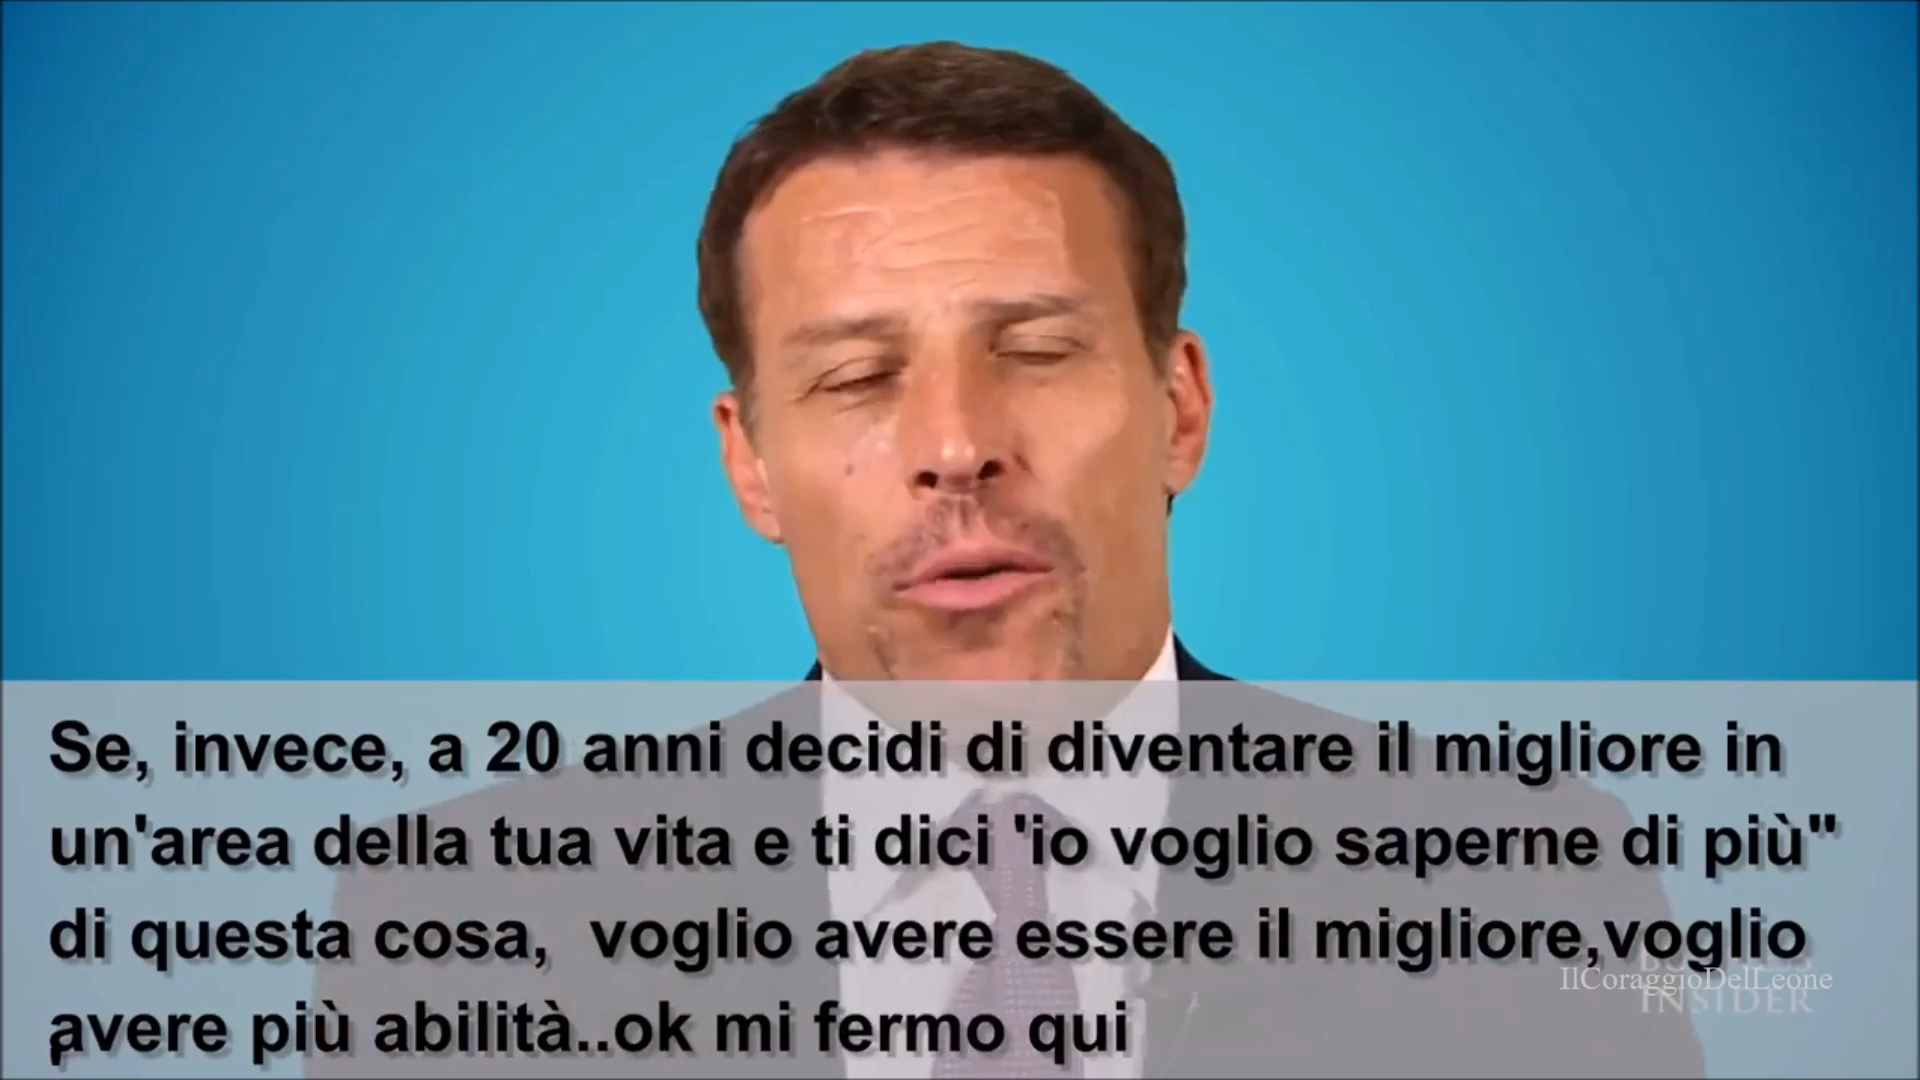 Se, invece, a 20 anni decidi di diventare il migliore in
un'area della tua vita e ti dici 'io voglio saperne di più"
di questa cosa,  voglio avere essere il migliore,voglio
avere più abilità..ok mi fermo qui
IlCoraggioDelLeone
INSIDER